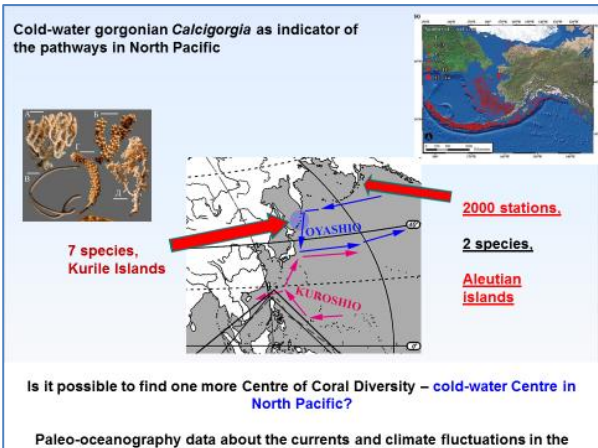 Cold-water gorgonian Calcigorgia as indicator of
the pathways in North Pacific
А
Б
В
Г
Д
7 species,
Kurile Islands
OYASHIO
KUROSHIO
2000 stations,
2 species,
Aleutian
islands
Is it possible to find one more Centre of Coral Diversity – cold-water Centre in
North Pacific?
Paleo-oceanography data about the currents and climate fluctuations in the